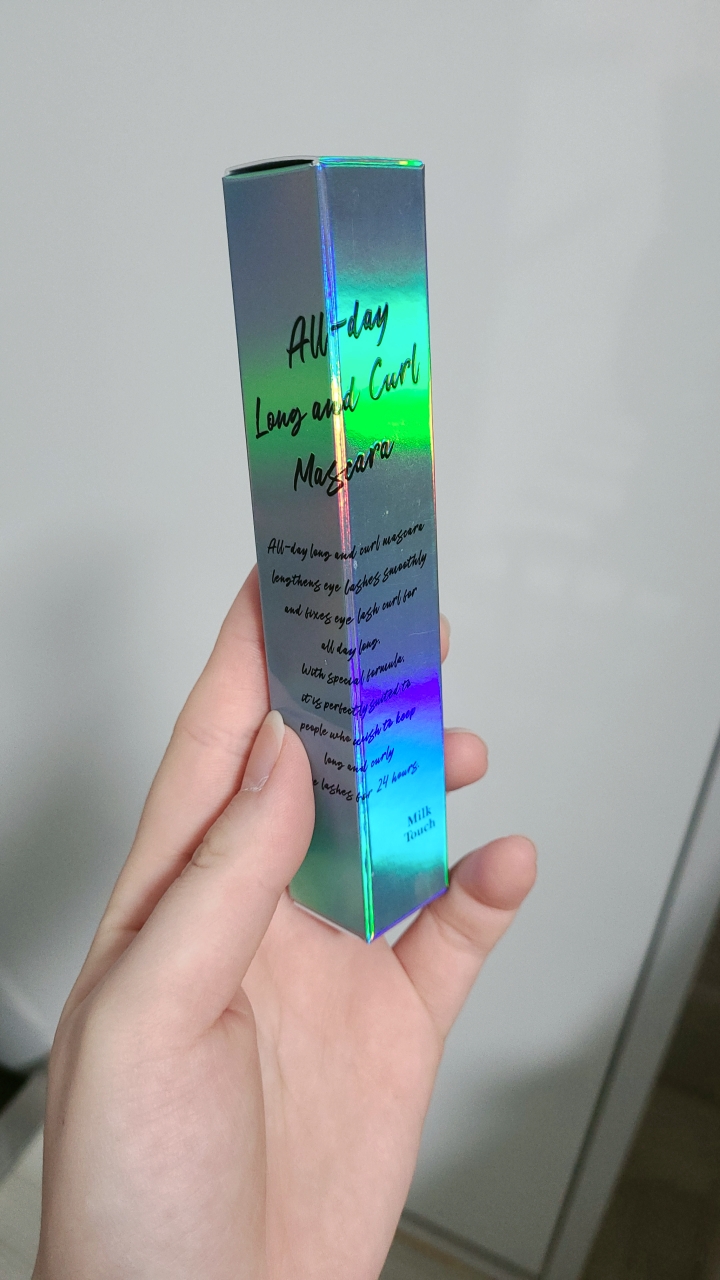 All-day
Long and Curl
Mascara
All-day long and curl mascara
lengthens eye lashes smoothly
and fixes eye lash curl for
all day long.
With special formula,
it is perfectly suited to
people who wish to keep
long and curly
lashes for 24 hours.
Milk
Touch